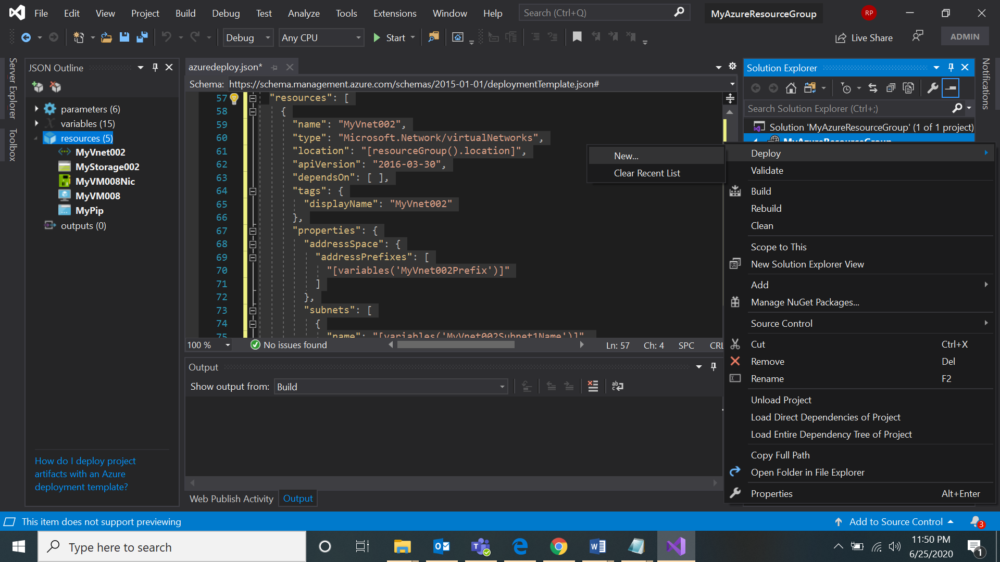 File Edit View Project Build Debug Test Analyze Tools Extensions Window Help Search (Ctrl+Q) MyAzureResourceGroup RP
Debug Any CPU Start Live Share ADMIN
Server Explorer
Toolbox
JSON Outline
parameters (6)
variables (15)
resources (5)
MyVnet002
MyStorage002
MyVM008Nic
MyVM008
MyPip
outputs (0)
How do I deploy project
artifacts with an Azure
deployment template?
azuredeploy.json*
Schema: https://schema.management.azure.com/schemas/2015-01-01/deploymentTemplate.json#
57 "resources": [
58 {
59 "name": "MyVnet002",
60 "type": "Microsoft.Network/virtualNetworks",
61 "location": "[resourceGroup().location]",
62 "apiVersion": "2016-03-30",
63 "dependsOn": [ ],
64 "tags": {
65 "displayName": "MyVnet002"
66 },
67 "properties": {
68 "addressSpace": {
69 "addressPrefixes": [
70 "[variables('MyVnet002Prefix')]"
71 ]
72 },
73 "subnets": [
74 {
75 "name": "[variables('MyVnet002Subnet1Name')]"
100 % No issues found Ln: 57 Ch: 4 SPC CRL
Output
Show output from: Build
Web Publish Activity Output
Solution Explorer
Search Solution Explorer (Ctrl+;)
Solution 'MyAzureResourceGroup' (1 of 1 project)
MyAzureResourceGroup
Notifications
New...
Clear Recent List
Deploy
Validate
Build
Rebuild
Clean
Scope to This
New Solution Explorer View
Add
Manage NuGet Packages...
Source Control
Cut Ctrl+X
Remove Del
Rename F2
Unload Project
Load Direct Dependencies of Project
Load Entire Dependency Tree of Project
Copy Full Path
Open Folder in File Explorer
Properties Alt+Enter
This item does not support previewing Add to Source Control 3
Type here to search
11:50 PM
6/25/2020
1